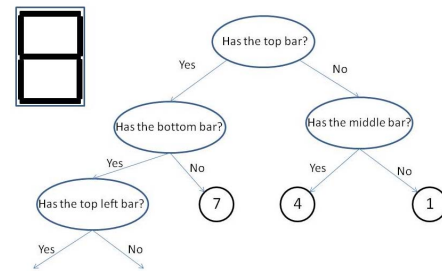 Has the top bar?
Yes
No
Has the bottom bar?
Has the middle bar?
Yes
No
Yes
No
Has the top left bar?
7
4
1
Yes
No